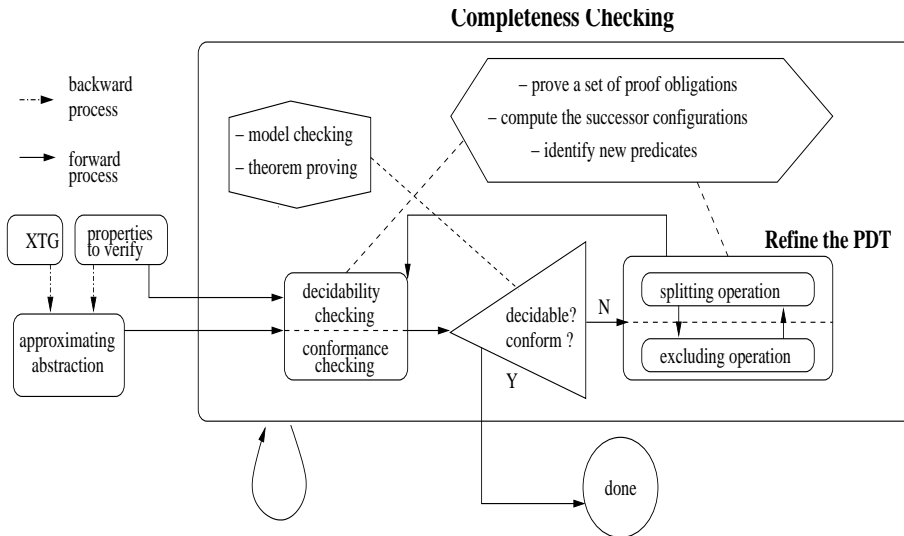 Completeness Checking
backward
process
forward
process
– prove a set of proof obligations
– compute the successor configurations
– identify new predicates
– model checking
– theorem proving
XTG
properties
to verify
approximating
abstraction
decidability
checking
conformance
checking
decidable?
conform ?
N
Y
Refine the PDT
splitting operation
excluding operation
done